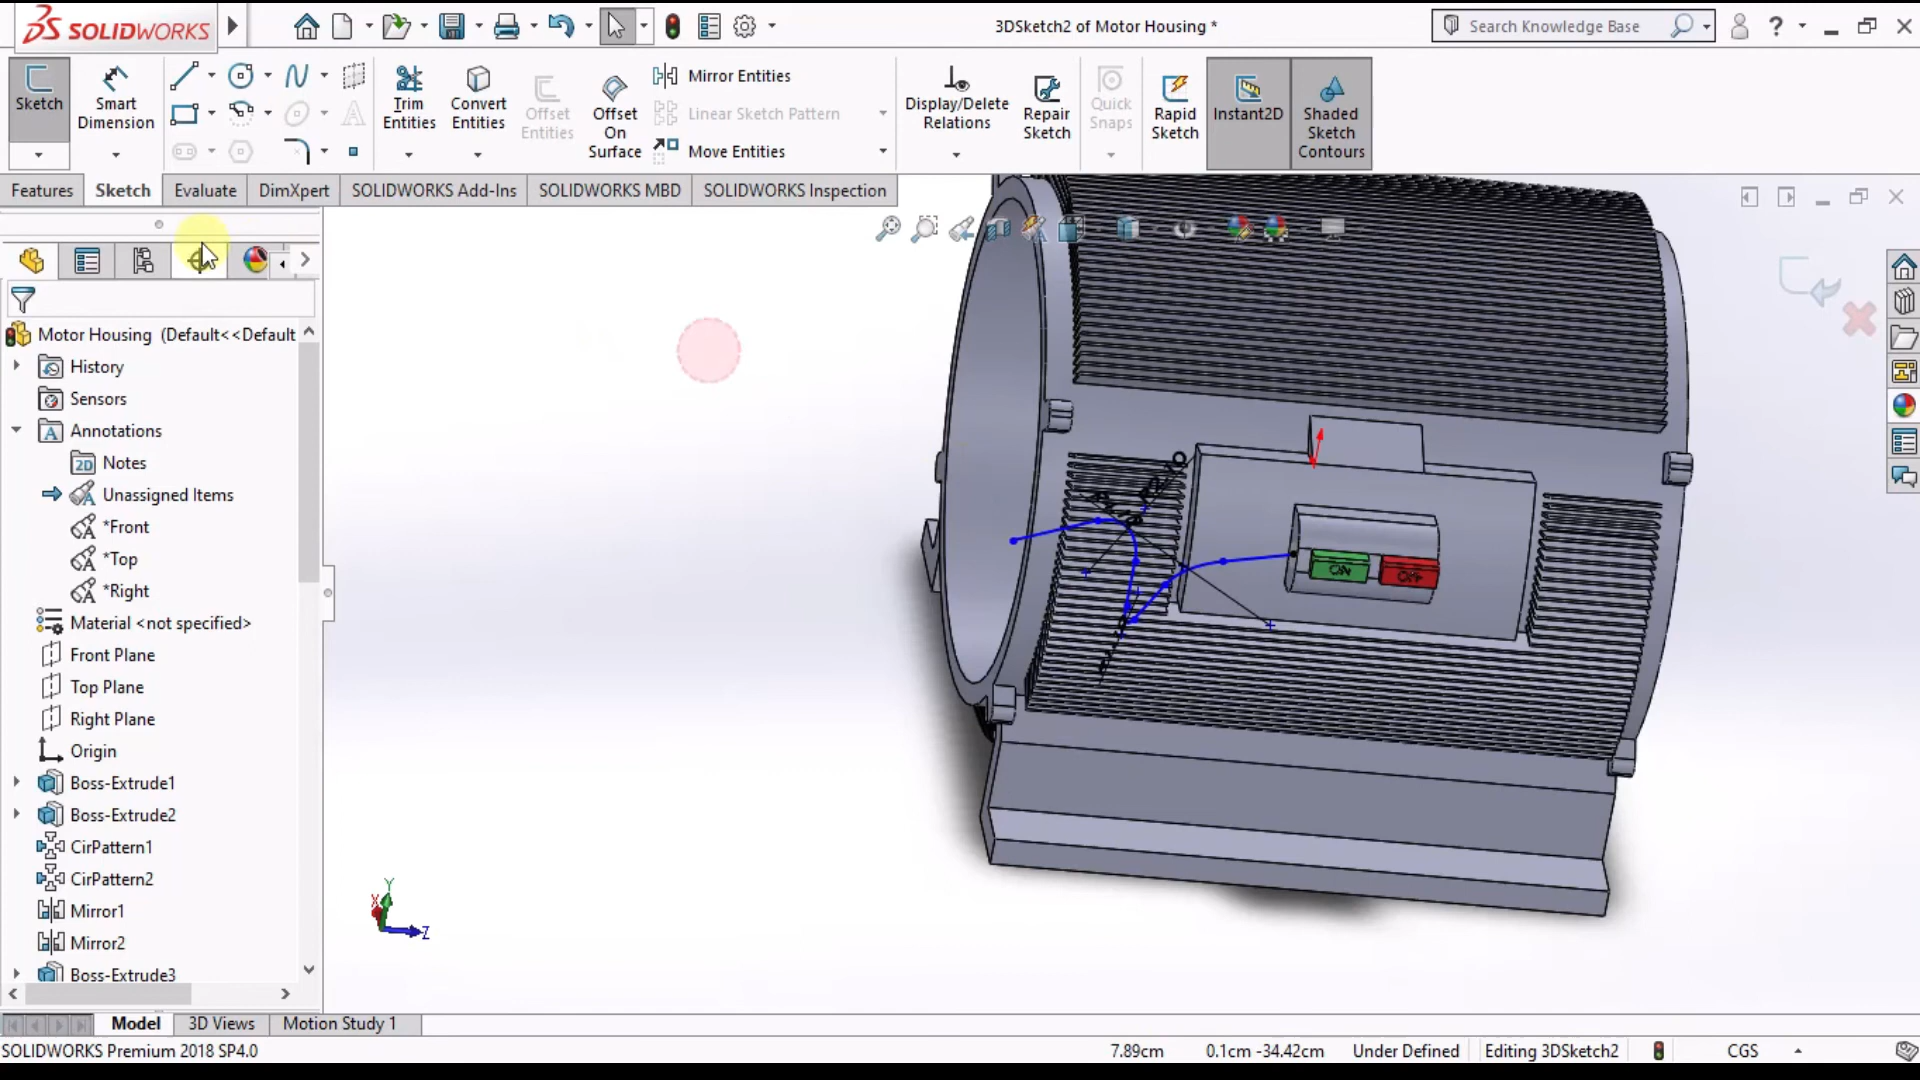 SOLIDWORKS
3DSketch2 of Motor Housing *
Search Knowledge Base
Sketch
Smart Dimension
Trim Entities
Convert Entities
Offset Entities
Offset On Surface
Mirror Entities
Linear Sketch Pattern
Move Entities
Display/Delete Relations
Repair Sketch
Quick Snaps
Rapid Sketch
Instant2D
Shaded Sketch Contours
Features
Sketch
Evaluate
DimXpert
SOLIDWORKS Add-Ins
SOLIDWORKS MBD
SOLIDWORKS Inspection
Motor Housing (Default<<Default
History
Sensors
Annotations
Notes
Unassigned Items
*Front
*Top
*Right
Material <not specified>
Front Plane
Top Plane
Right Plane
Origin
Boss-Extrude1
Boss-Extrude2
CirPattern1
CirPattern2
Mirror1
Mirror2
Boss-Extrude3
ON
OFF
Y
X
Z
Model
3D Views
Motion Study 1
SOLIDWORKS Premium 2018 SP4.0
7.89cm
0.1cm -34.42cm
Under Defined
Editing 3DSketch2
CGS